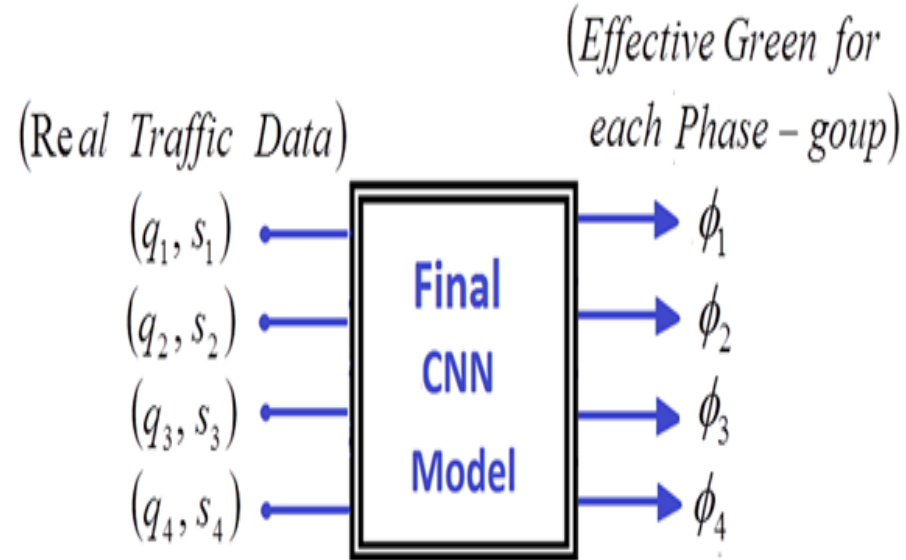 (Effective Green for
each Phase – goup)
(Real Traffic Data)
(q₁, s₁)
(q₂, s₂)
(q₃, s₃)
(q₄, s₄)
Final
CNN
Model
ϕ₁
ϕ₂
ϕ₃
ϕ₄